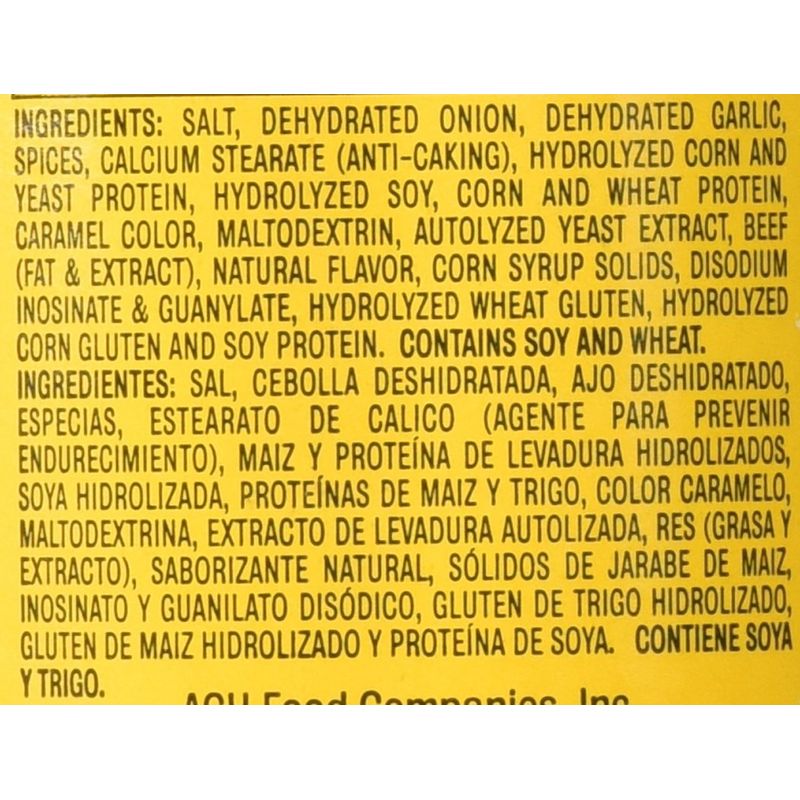 INGREDIENTS: SALT, DEHYDRATED ONION, DEHYDRATED GARLIC,
SPICES, CALCIUM STEARATE (ANTI-CAKING), HYDROLYZED CORN AND
YEAST PROTEIN, HYDROLYZED SOY, CORN AND WHEAT PROTEIN,
CARAMEL COLOR, MALTODEXTRIN, AUTOLYZED YEAST EXTRACT, BEEF
(FAT & EXTRACT), NATURAL FLAVOR, CORN SYRUP SOLIDS, DISODIUM
INOSINATE & GUANYLATE, HYDROLYZED WHEAT GLUTEN, HYDROLYZED
CORN GLUTEN AND SOY PROTEIN. CONTAINS SOY AND WHEAT.
INGREDIENTES: SAL, CEBOLLA DESHIDRATADA, AJO DESHIDRATADO,
ESPECIAS, ESTEARATO DE CALICO (AGENTE PARA PREVENIR
ENDURECIMIENTO), MAIZ Y PROTEÍNA DE LEVADURA HIDROLIZADOS,
SOYA HIDROLIZADA, PROTEÍNAS DE MAIZ Y TRIGO, COLOR CARAMELO,
MALTODEXTRINA, EXTRACTO DE LEVADURA AUTOLIZADA, RES (GRASA Y
EXTRACTO), SABORIZANTE NATURAL, SÓLIDOS DE JARABE DE MAIZ,
INOSINATO Y GUANILATO DISÓDICO, GLUTEN DE TRIGO HIDROLIZADO,
GLUTEN DE MAIZ HIDROLIZADO Y PROTEÍNA DE SOYA. CONTIENE SOYA
Y TRIGO.
ACH Food Companies, Inc.